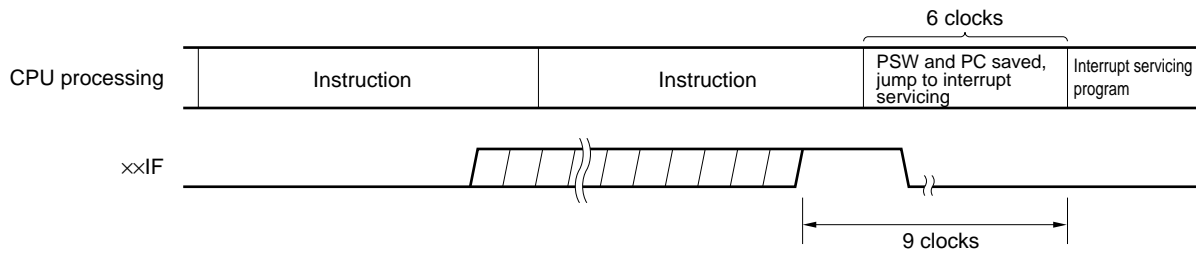 6 clocks
CPU processing
Instruction
Instruction
PSW and PC saved,
jump to interrupt
servicing
Interrupt servicing
program
××IF
9 clocks